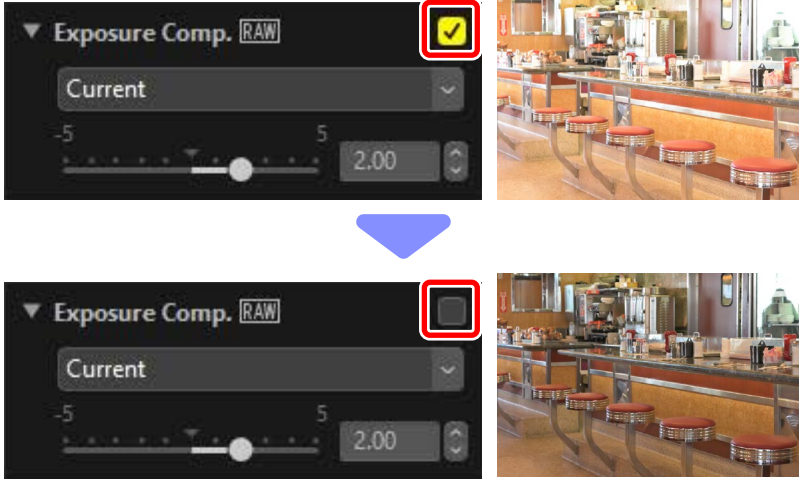 Exposure Comp. RAW
Current
-5 5
2.00
Exposure Comp. RAW
Current
-5 5
2.00